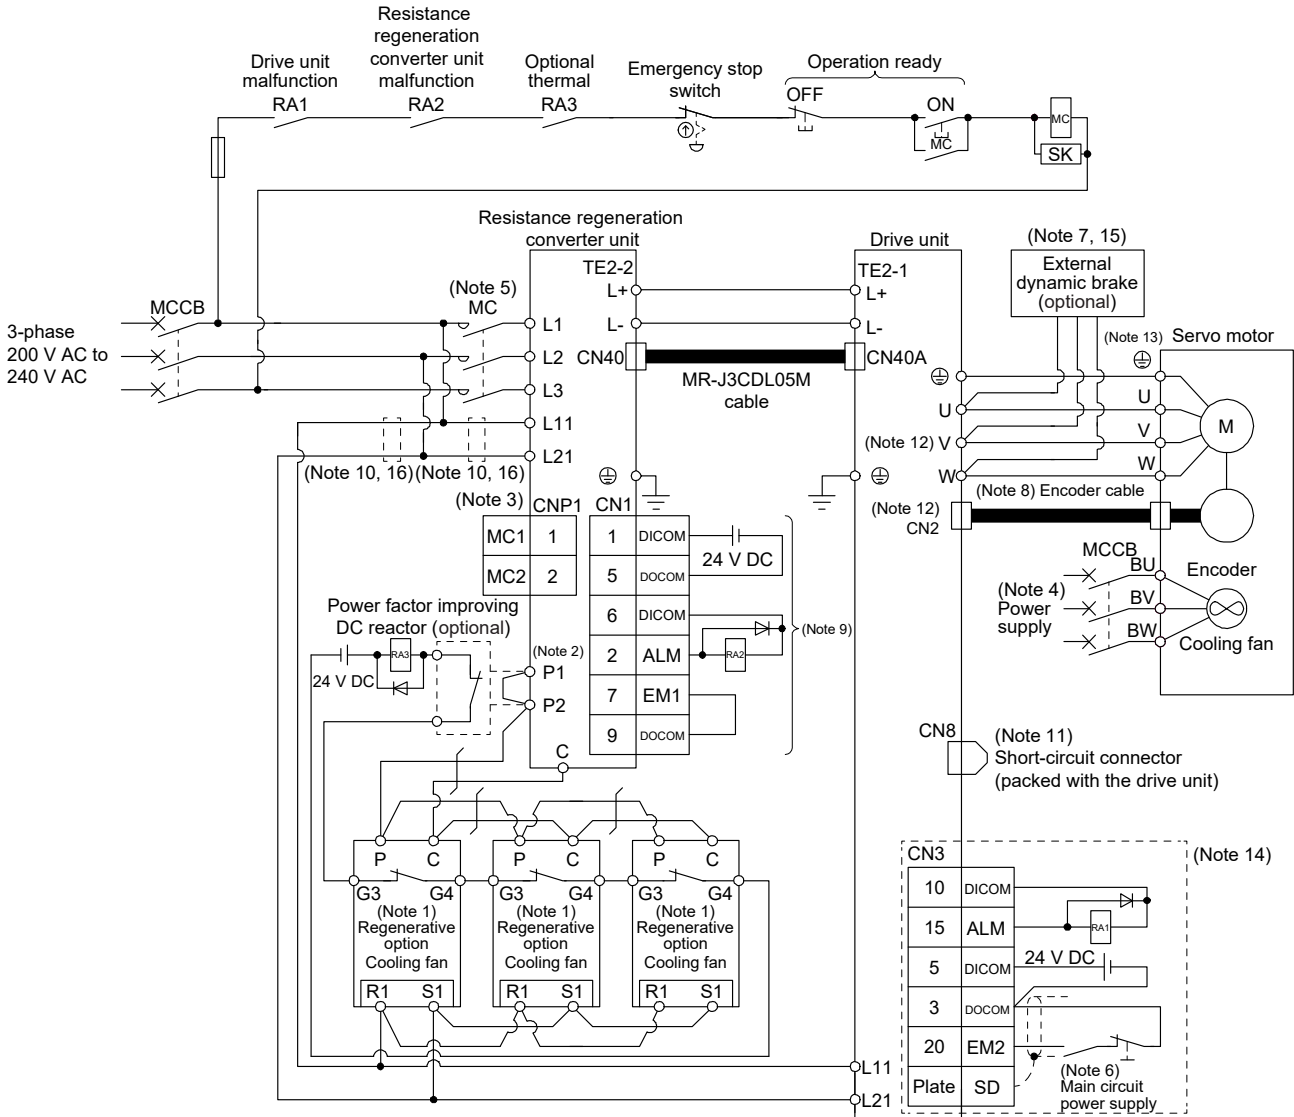 Resistance
regeneration
converter unit
malfunction
Drive unit
malfunction
Optional
thermal
Emergency stop
switch
Operation ready
RA1
RA2
RA3
OFF
ON
MC
MC
SK
Resistance regeneration
converter unit
Drive unit
(Note 7, 15)
External
dynamic brake
(optional)
TE2-2
L+
L-
CN40
TE2-1
L+
L-
CN40A
MR-J3CDL05M
cable
MCCB
(Note 5)
MC
3-phase
200 V AC to
240 V AC
L1
L2
L3
L11
L21
(Note 10, 16)
(Note 10, 16)
(Note 13)
Servo motor
U
V
W
(Note 12)
U
V
W
M
(Note 8) Encoder cable
(Note 12)
CN2
(Note 3)
CNP1
MC1 1
MC2 2
CN1
1 DICOM
5 DOCOM
6 DICOM
2 ALM
7 EM1
9 DOCOM
24 V DC
RA2
(Note 9)
MCCB
BU
BV
BW
(Note 4)
Power
supply
Encoder
Cooling fan
Power factor improving
DC reactor (optional)
RA3
24 V DC
(Note 2)
P1
P2
C
CN8
(Note 11)
Short-circuit connector
(packed with the drive unit)
P C
G3 G4
(Note 1)
Regenerative
option
Cooling fan
R1 S1
P C
G3 G4
(Note 1)
Regenerative
option
Cooling fan
R1 S1
P C
G3 G4
(Note 1)
Regenerative
option
Cooling fan
R1 S1
L11
L21
CN3
(Note 14)
10 DICOM
15 ALM
5 DICOM
3 DOCOM
20 EM2
Plate SD
RA1
24 V DC
(Note 6)
Main circuit
power supply